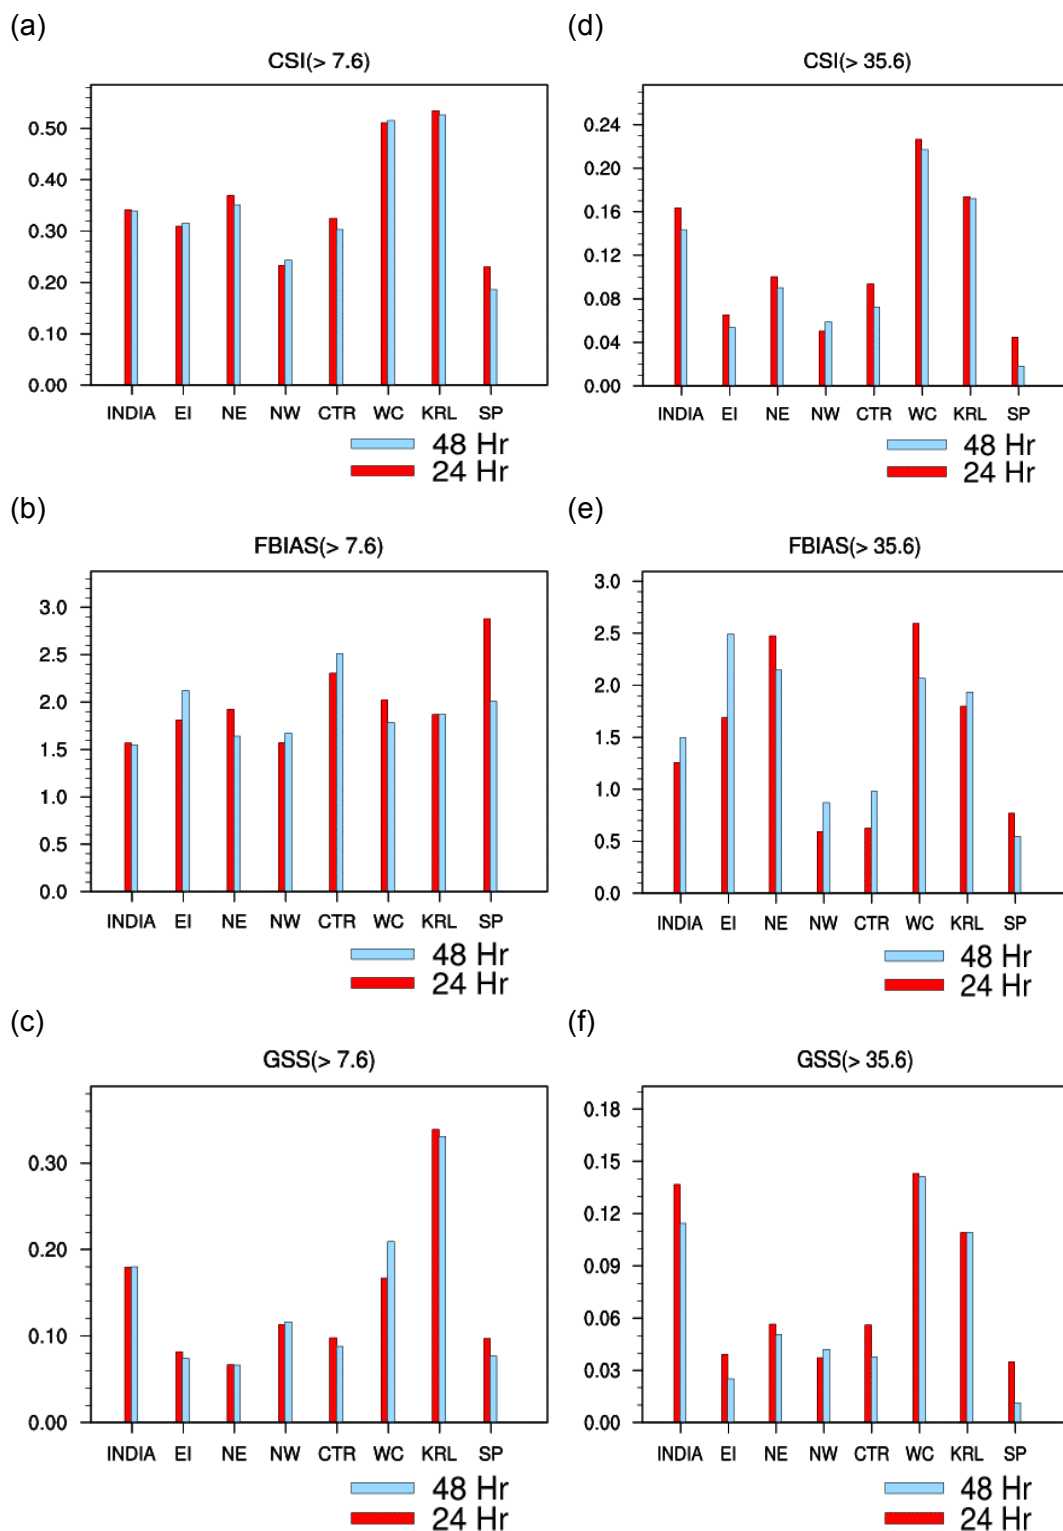 (a)
CSI(> 7.6)
0.50
0.40
0.30
0.20
0.10
0.00
INDIA EI NE NW CTR WC KRL SP
48 Hr
24 Hr
(d)
CSI(> 35.6)
0.24
0.20
0.16
0.12
0.08
0.04
0.00
INDIA EI NE NW CTR WC KRL SP
48 Hr
24 Hr
(b)
FBIAS(> 7.6)
3.0
2.5
2.0
1.5
1.0
0.5
0.0
INDIA EI NE NW CTR WC KRL SP
48 Hr
24 Hr
(e)
FBIAS(> 35.6)
3.0
2.5
2.0
1.5
1.0
0.5
0.0
INDIA EI NE NW CTR WC KRL SP
48 Hr
24 Hr
(c)
GSS(> 7.6)
0.30
0.20
0.10
0.00
INDIA EI NE NW CTR WC KRL SP
48 Hr
24 Hr
(f)
GSS(> 35.6)
0.18
0.15
0.12
0.09
0.06
0.03
0.00
INDIA EI NE NW CTR WC KRL SP
48 Hr
24 Hr